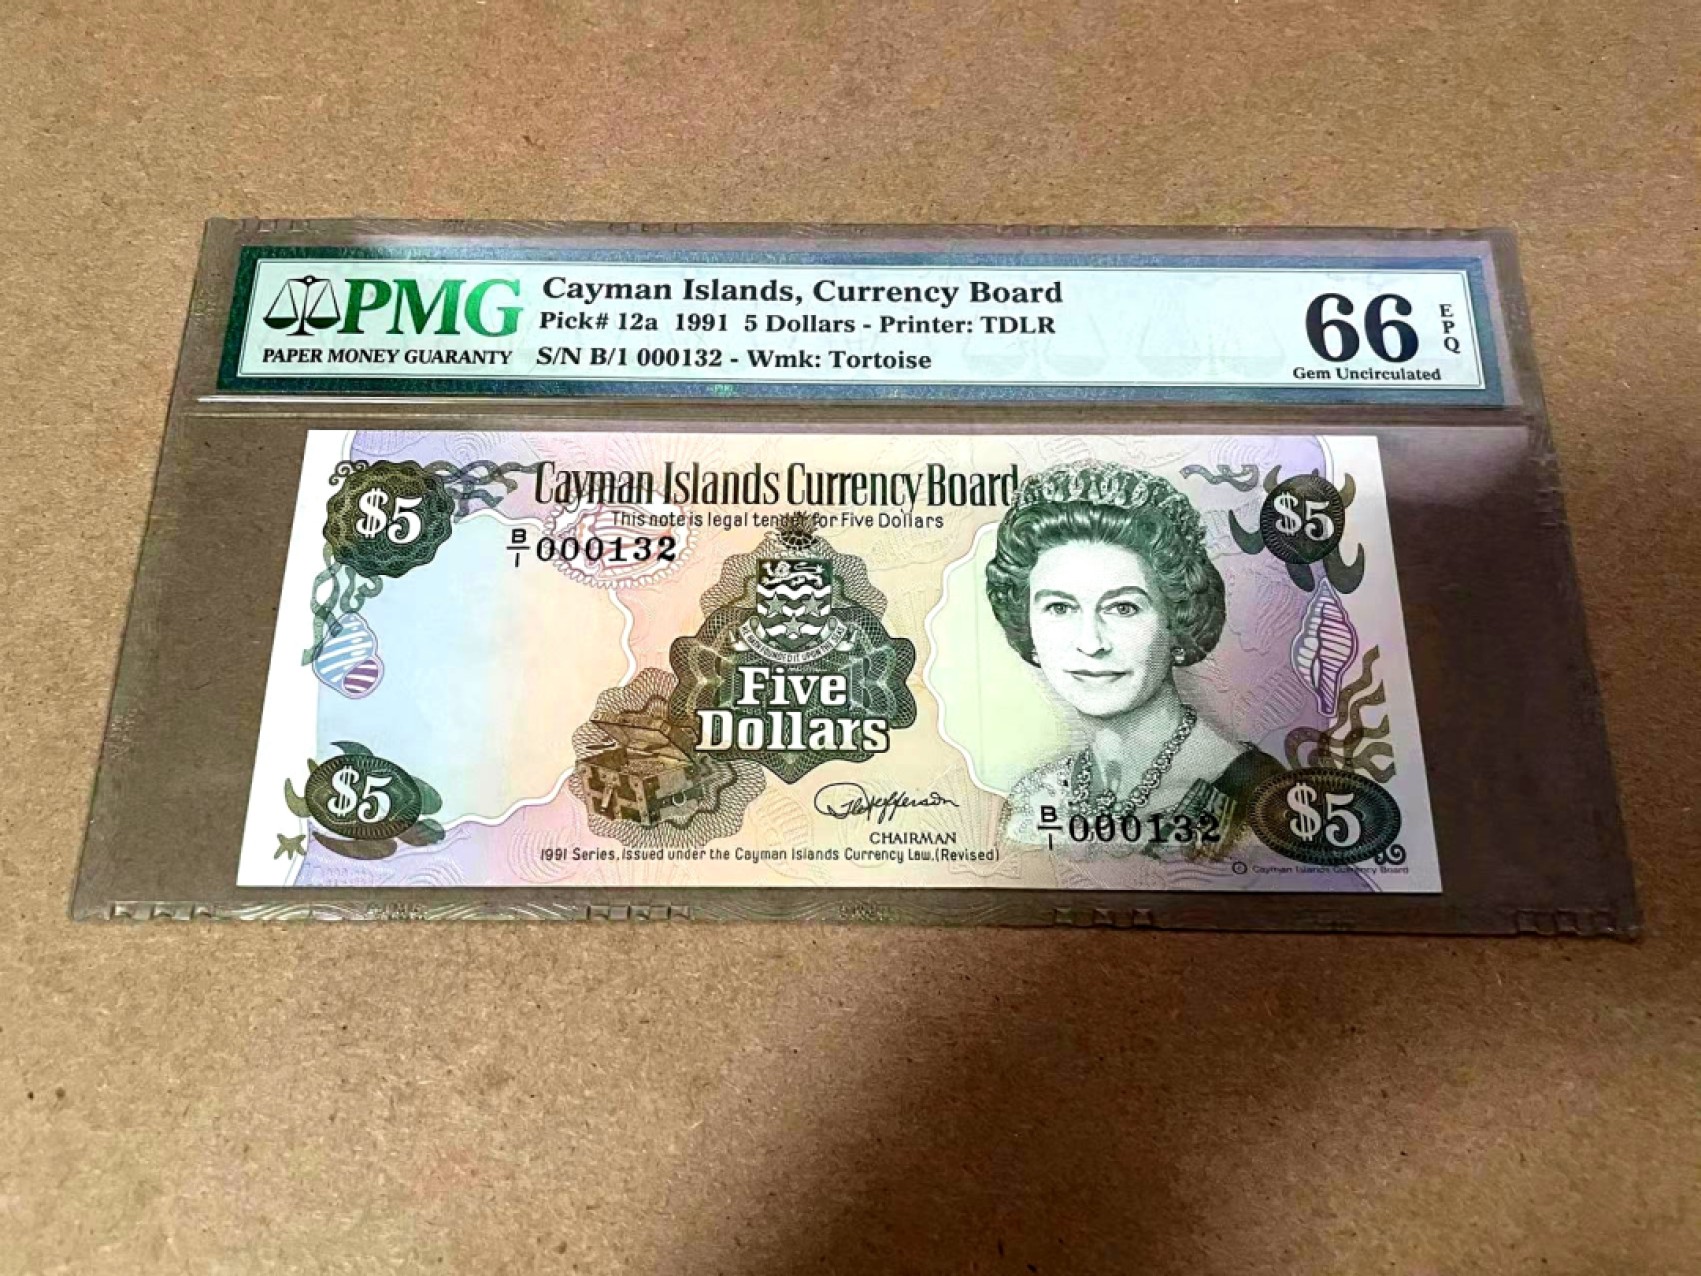 PMG
PAPER MONEY GUARANTY
Cayman Islands, Currency Board
Pick# 12a 1991 5 Dollars - Printer: TDLR
S/N B/1 000132 - Wmk: Tortoise
66
EPQ
Gem Uncirculated
$5
Cayman Islands Currency Board
This note is legal tender for Five Dollars
B/1 000132
$5
Five
Dollars
$5
CHAIRMAN
B/1 000132
$5
1991 Series, Issued under the Cayman Islands Currency Law. (Revised)
© Cayman Islands Currency Board